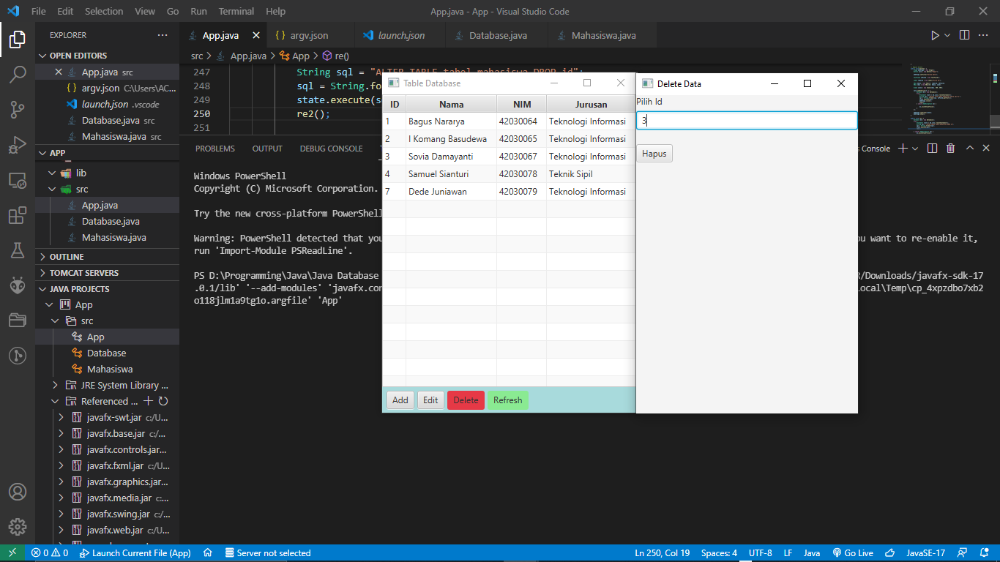 File Edit Selection View Go Run Terminal Help App.java - App - Visual Studio Code
EXPLORER
OPEN EDITORS
App.java src
argv.json C:\Users\AC...
launch.json .vscode
Database.java src
Mahasiswa.java src
APP
lib
src
App.java
Database.java
Mahasiswa.java
OUTLINE
TOMCAT SERVERS
JAVA PROJECTS
App
src
App
Database
Mahasiswa
JRE System Library ...
Referenced ...
javafx-swt.jar c:/U...
javafx.base.jar c:/...
javafx.controls.jar...
javafx.fxml.jar c:/U...
javafx.graphics.jar...
javafx.media.jar c:...
javafx.swing.jar c:/...
javafx.web.jar c:/U...
App.java argv.json launch.json Database.java Mahasiswa.java
src > App.java > App > re()
247 String sql = "ALTER TABLE tabel_mahasiswa DROP id";
248 sql = String.fo
249 state.execute(s
250 re2();
251
PROBLEMS OUTPUT DEBUG CONSOLE
Console
Windows PowerShell
Copyright (C) Microsoft Corporation.
Try the new cross-platform PowerShell
Warning: PowerShell detected that you
u want to re-enable it,
run 'Import-Module PSReadLine'.
PS D:\Programming\Java\Java Database
R/Downloads/javafx-sdk-17
.0.1/lib' '--add-modules' 'javafx.con
ocal\Temp\cp_4xpzdbo7xb2
o118jlm1a9tg1o.argfile' 'App'
Table Database
ID Nama NIM Jurusan
1 Bagus Nararya 42030064 Teknologi Informasi
2 I Komang Basudewa 42030065 Teknologi Informasi
3 Sovia Damayanti 42030067 Teknologi Informasi
4 Samuel Sianturi 42030078 Teknik Sipil
7 Dede Juniawan 42030079 Teknologi Informasi
Add Edit Delete Refresh
Delete Data
Pilih Id
3
Hapus
0 0 Launch Current File (App) Server not selected Ln 250, Col 19 Spaces: 4 UTF-8 LF Java Go Live JavaSE-17